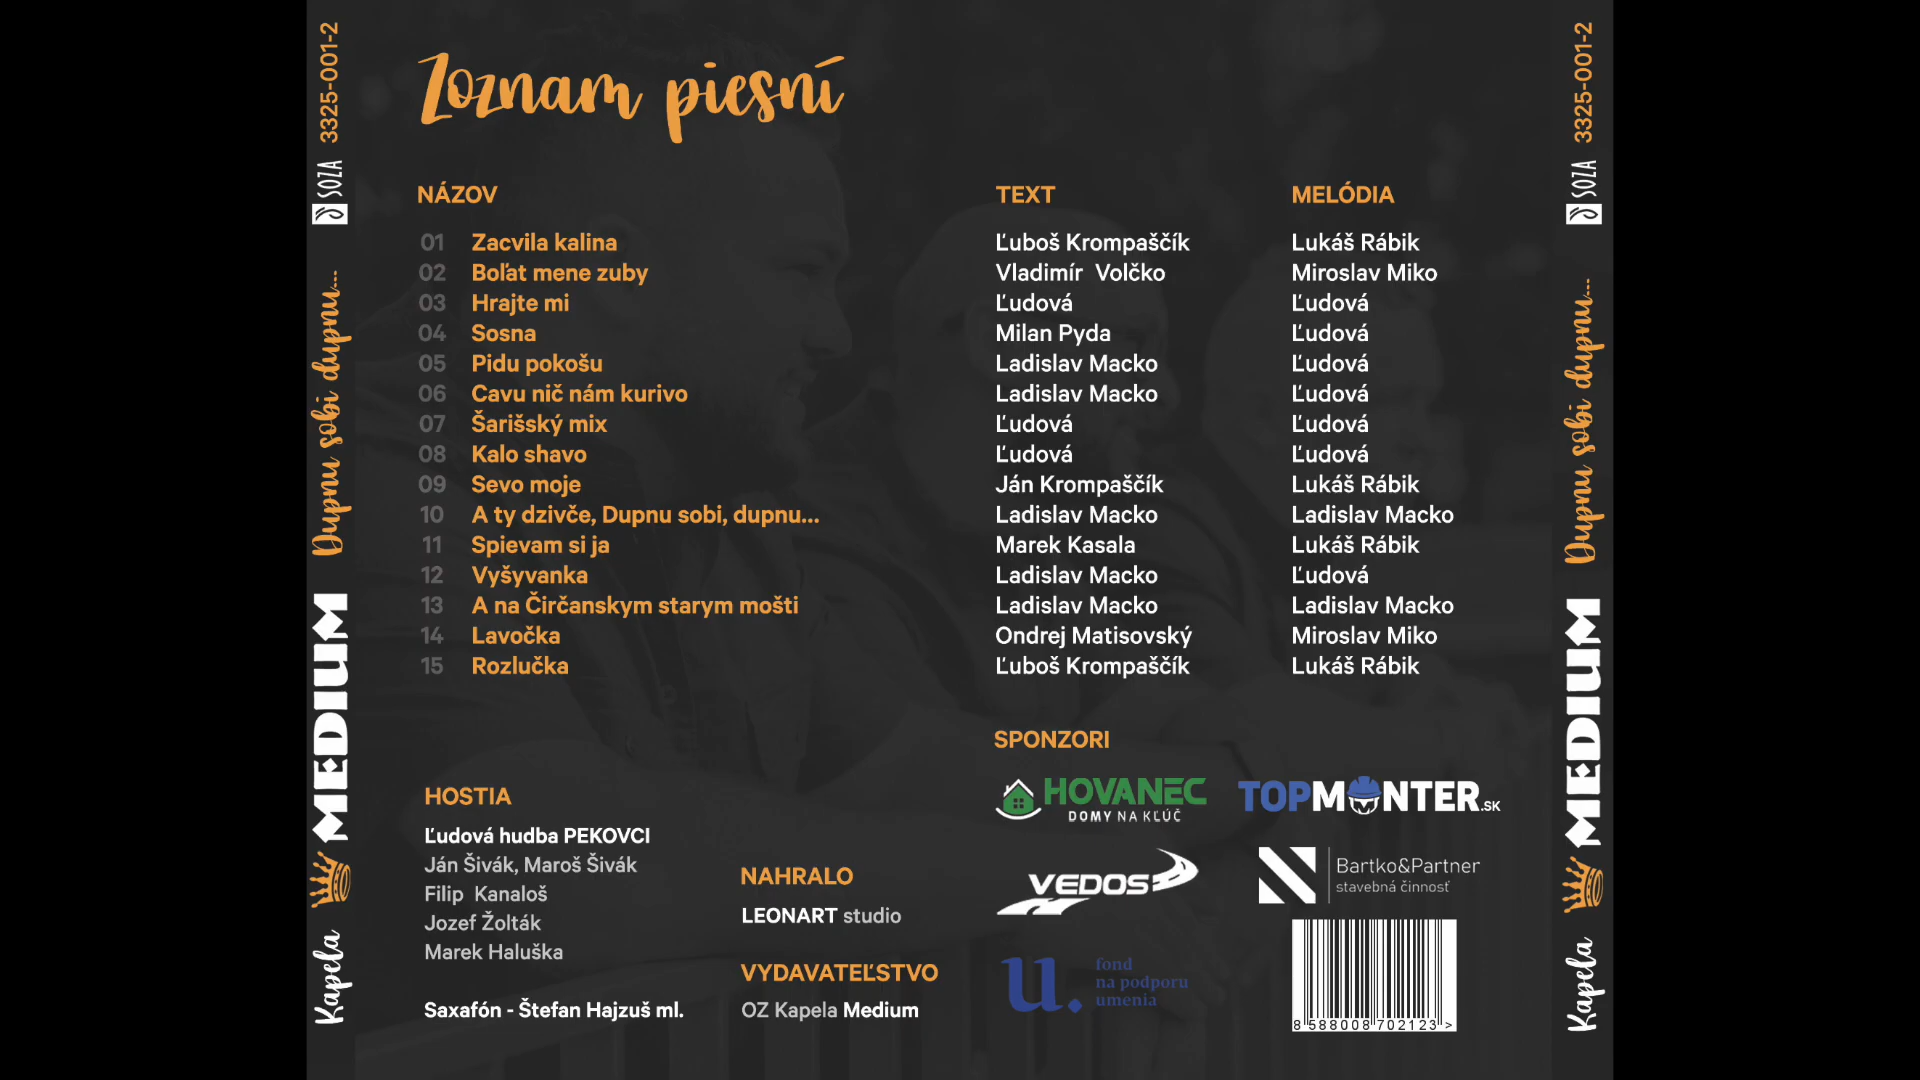 Zoznam piesní
NÁZOV TEXT MELÓDIA
01 Zacvila kalina Ľuboš Krompaščík Lukáš Rábik
02 Boľat mene zuby Vladimír Volčko Miroslav Miko
03 Hrajte mi Ľudová Ľudová
04 Sosna Milan Pyda Ľudová
05 Pidu pokošu Ladislav Macko Ľudová
06 Cavu nič nám kurivo Ladislav Macko Ľudová
07 Šarišský mix Ľudová Ľudová
08 Kalo shavo Ľudová Ľudová
09 Sevo moje Ján Krompaščík Lukáš Rábik
10 A ty dzivče, Dupnu sobi, dupnu... Ladislav Macko Ladislav Macko
11 Spievam si ja Marek Kasala Lukáš Rábik
12 Vyšyvanka Ladislav Macko Ľudová
13 A na Čirčanskym starym mošti Ladislav Macko Ladislav Macko
14 Lavočka Ondrej Matisovský Miroslav Miko
15 Rozlučka Ľuboš Krompaščík Lukáš Rábik
HOSTIA
Ľudová hudba PEKOVCI
Ján Šivák, Maroš Šivák
Filip Kanaloš
Jozef Žolták
Marek Haluška
Saxafón - Štefan Hajzuš ml.
NAHRALO
LEONART studio
VYDAVATEĽSTVO
OZ Kapela Medium
SPONZORI
HOVANEC
DOMY NA KĽÚČ
TOPMONTER.SK
VEDOS
Bartko&Partner
stavebná činnosť
u.
fond
na podporu
umenia
8 588008 702123 >
Kapela MEDIUM Dupnu sobi dupnu... SOZA 3325-001-2
Kapela MEDIUM Dupnu sobi dupnu... SOZA 3325-001-2